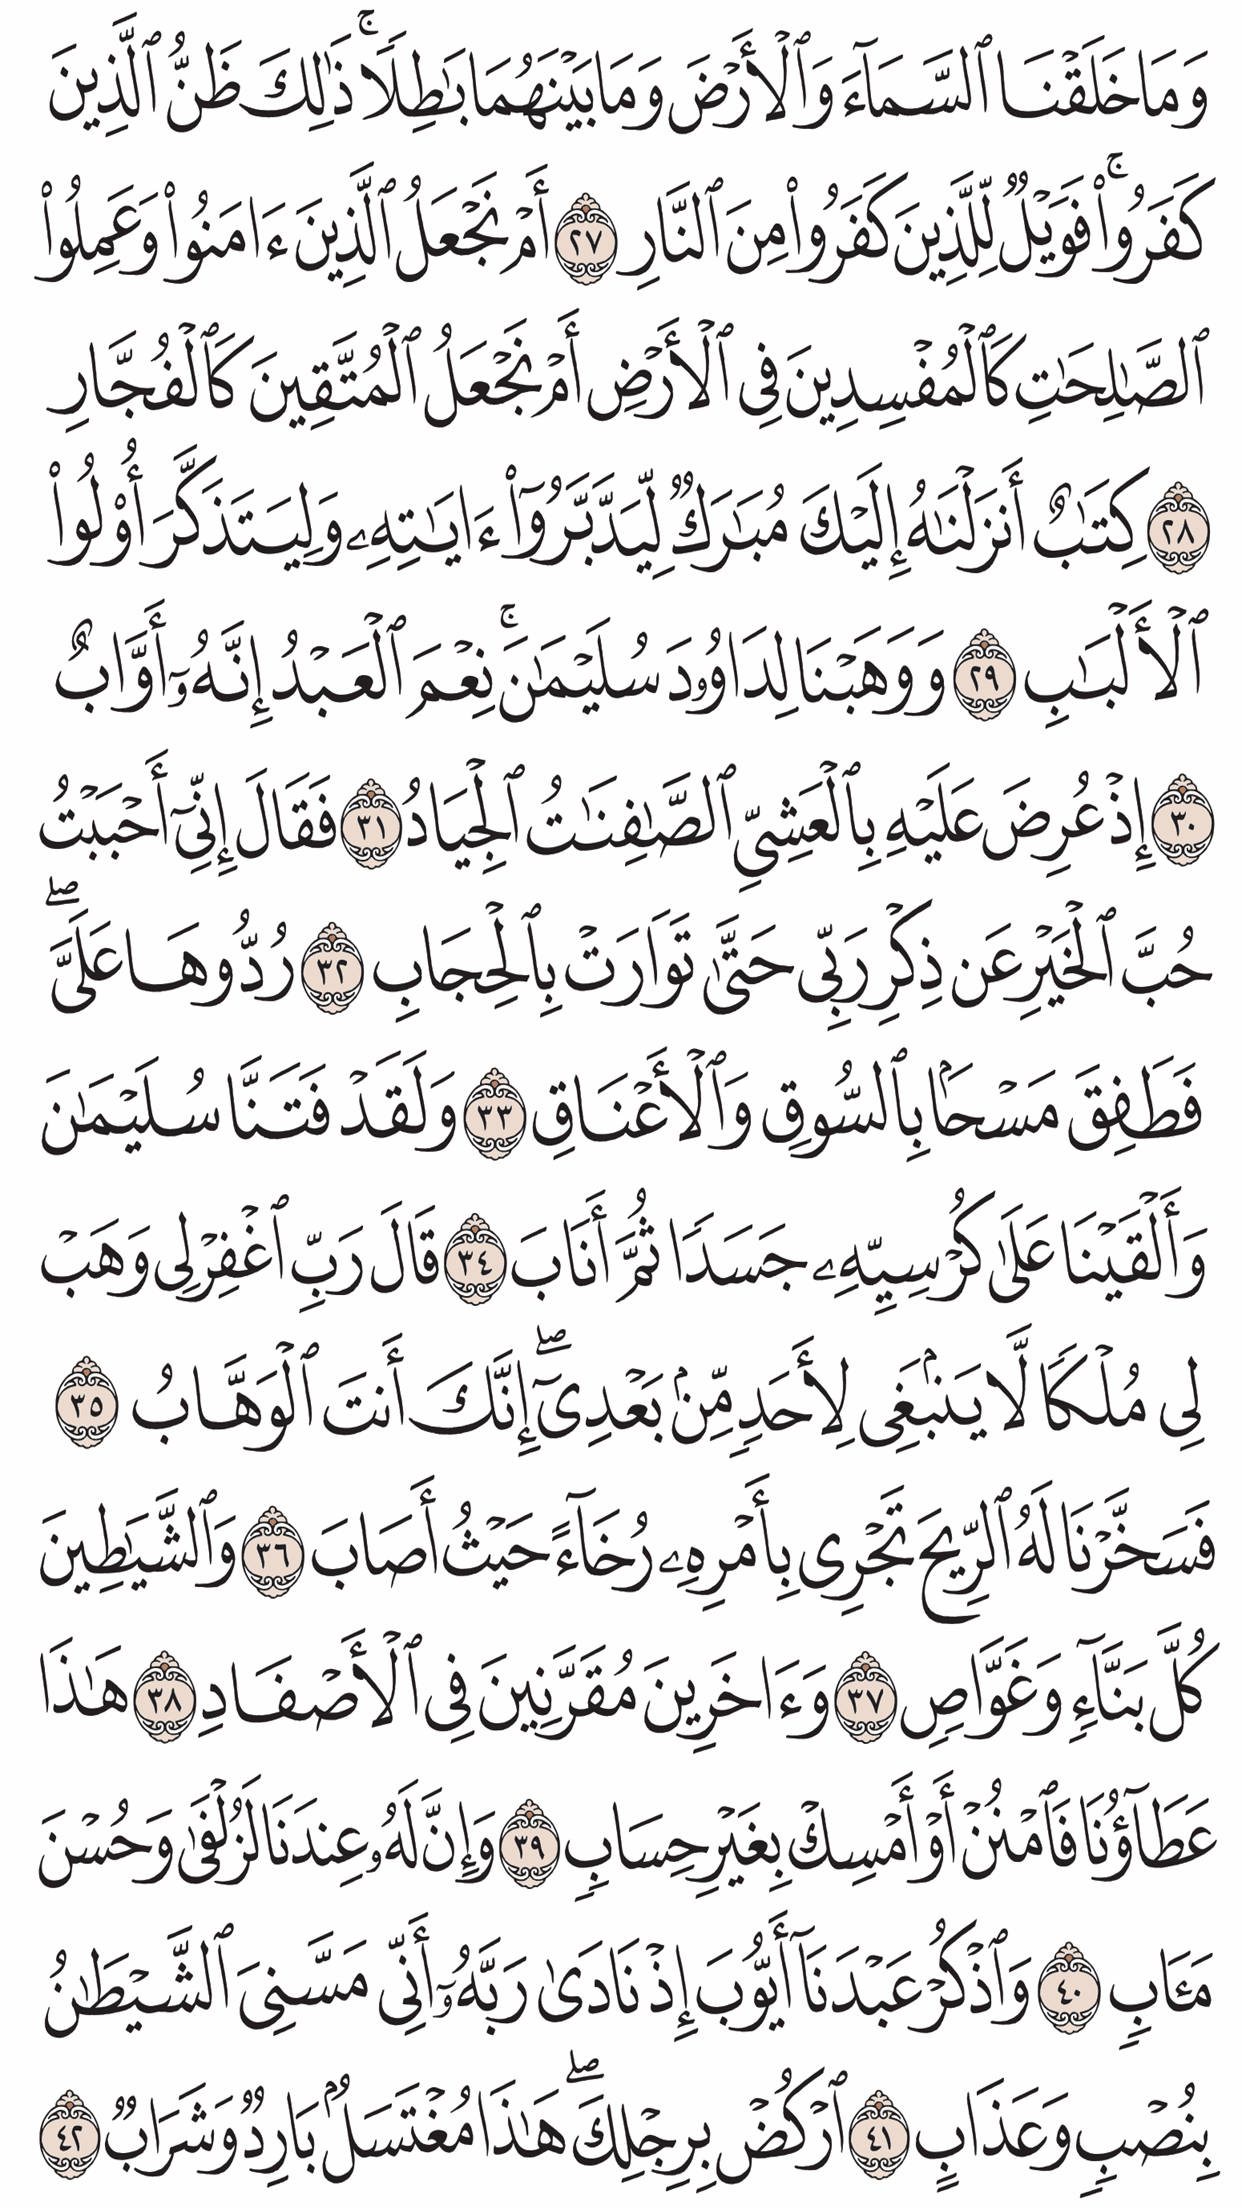 وَمَا خَلَقْنَا ٱلسَّمَآءَ وَٱلْأَرْضَ وَمَا بَيْنَهُمَا بَٰطِلًا ۚ ذَٰلِكَ ظَنُّ ٱلَّذِينَ
كَفَرُوا۟ ۚ فَوَيْلٌ لِّلَّذِينَ كَفَرُوا۟ مِنَ ٱلنَّارِ ٢٧ أَمْ نَجْعَلُ ٱلَّذِينَ ءَامَنُوا۟ وَعَمِلُوا۟
ٱلصَّٰلِحَٰتِ كَٱلْمُفْسِدِينَ فِى ٱلْأَرْضِ أَمْ نَجْعَلُ ٱلْمُتَّقِينَ كَٱلْفُجَّارِ
٢٨ كِتَٰبٌ أَنزَلْنَٰهُ إِلَيْكَ مُبَٰرَكٌ لِّيَدَّبَّرُوٓا۟ ءَايَٰتِهِۦ وَلِيَتَذَكَّرَ أُو۟لُوا۟
ٱلْأَلْبَٰبِ ٢٩ وَوَهَبْنَا لِدَاوُۥدَ سُلَيْمَٰنَ ۚ نِعْمَ ٱلْعَبْدُ إِنَّهُۥٓ أَوَّابٌ
٣٠ إِذْ عُرِضَ عَلَيْهِ بِٱلْعَشِىِّ ٱلصَّٰفِنَٰتُ ٱلْجِيَادُ ٣١ فَقَالَ إِنِّىٓ أَحْبَبْتُ
حُبَّ ٱلْخَيْرِ عَن ذِكْرِ رَبِّى حَتَّىٰ تَوَارَتْ بِٱلْحِجَابِ ٣٢ رُدُّوهَا عَلَىَّ ۖ
فَطَفِقَ مَسْحًۢا بِٱلسُّوقِ وَٱلْأَعْنَاقِ ٣٣ وَلَقَدْ فَتَنَّا سُلَيْمَٰنَ
وَأَلْقَيْنَا عَلَىٰ كُرْسِيِّهِۦ جَسَدًا ثُمَّ أَنَابَ ٣٤ قَالَ رَبِّ ٱغْفِرْ لِى وَهَبْ
لِى مُلْكًا لَّا يَنۢبَغِى لِأَحَدٍ مِّنۢ بَعْدِىٓ ۖ إِنَّكَ أَنتَ ٱلْوَهَّابُ ٣٥
فَسَخَّرْنَا لَهُ ٱلرِّيحَ تَجْرِى بِأَمْرِهِۦ رُخَآءً حَيْثُ أَصَابَ ٣٦ وَٱلشَّيَٰطِينَ
كُلَّ بَنَّآءٍ وَغَوَّاصٍ ٣٧ وَءَاخَرِينَ مُقَرَّنِينَ فِى ٱلْأَصْفَادِ ٣٨ هَٰذَا
عَطَآؤُنَا فَٱمْنُنْ أَوْ أَمْسِكْ بِغَيْرِ حِسَابٍ ٣٩ وَإِنَّ لَهُۥ عِندَنَا لَزُلْفَىٰ وَحُسْنَ
مَـَٔابٍ ٤٠ وَٱذْكُرْ عَبْدَنَآ أَيُّوبَ إِذْ نَادَىٰ رَبَّهُۥٓ أَنِّى مَسَّنِىَ ٱلشَّيْطَٰنُ
بِنُصْبٍ وَعَذَابٍ ٤١ ٱرْكُضْ بِرِجْلِكَ ۖ هَٰذَا مُغْتَسَلٌۢ بَارِدٌ وَشَرَابٌ ٤٢